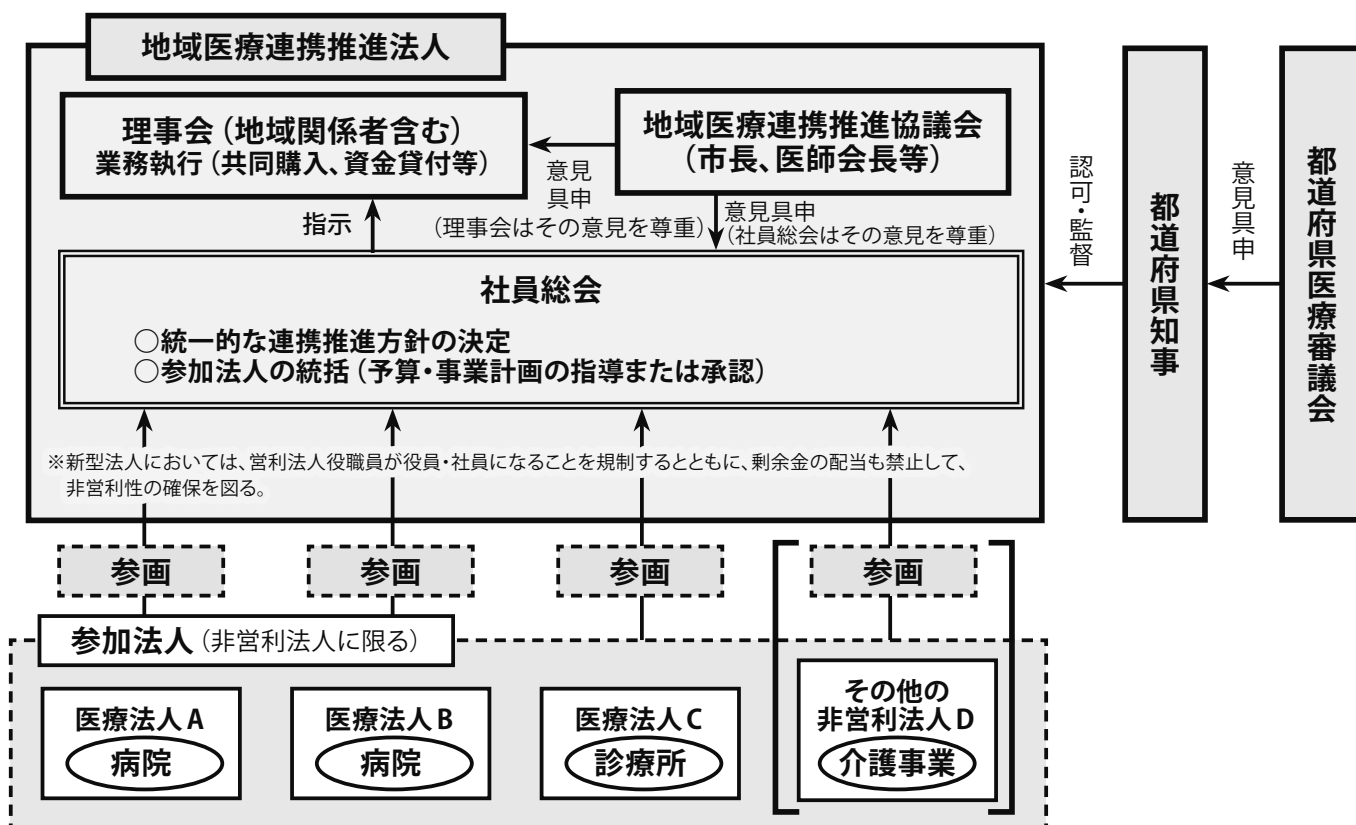 地域医療連携推進法人
理事会（地域関係者含む）
業務執行（共同購入、資金貸付等）
地域医療連携推進協議会
（市長、医師会長等）
意見
具申
（理事会はその意見を尊重）
指示
意見具申
（社員総会はその意見を尊重）
社員総会
○統一的な連携推進方針の決定
○参加法人の統括（予算・事業計画の指導または承認）
※新型法人においては、営利法人役職員が役員・社員になることを規制するとともに、剰余金の配当も禁止して、
非営利性の確保を図る。
認可・監督
都道府県知事
意見具申
都道府県医療審議会
参画
参画
参画
参画
参加法人（非営利法人に限る）
医療法人A
病院
医療法人B
病院
医療法人C
診療所
その他の
非営利法人D
介護事業